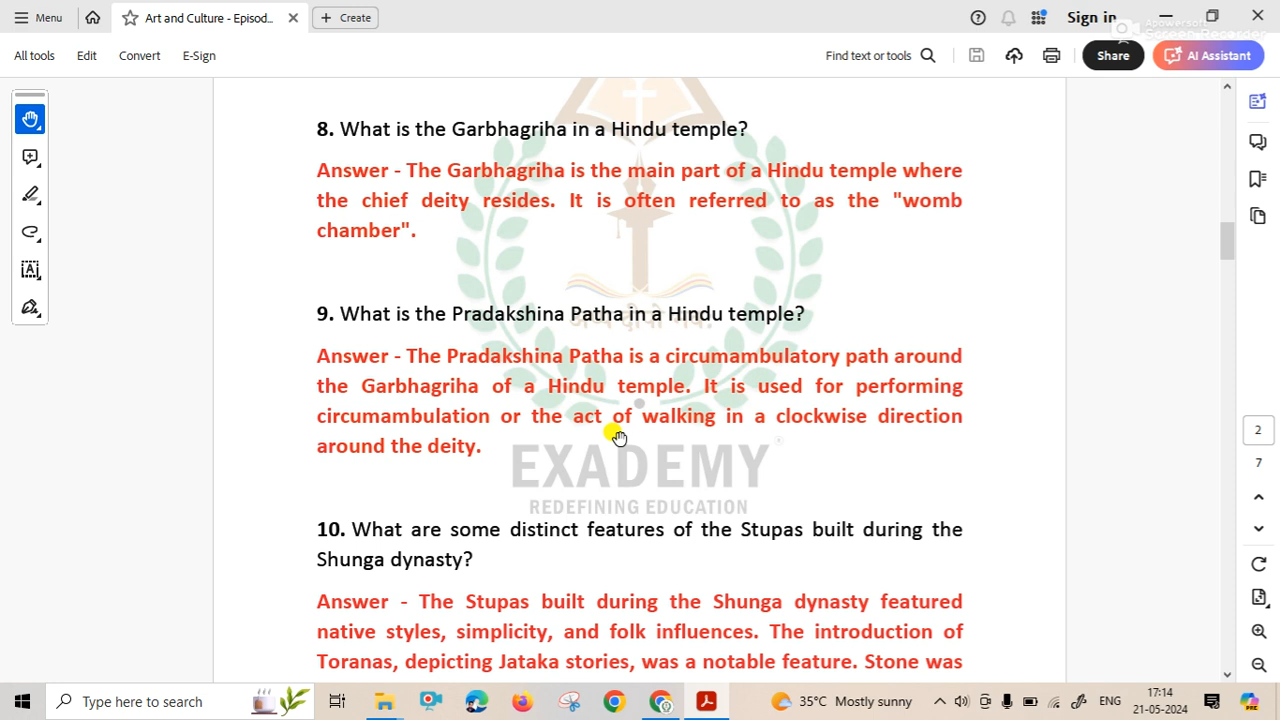 Menu
Art and Culture - Episod...
Create
Sign in
Apowersoft
Screen Recorder
All tools
Edit
Convert
E-Sign
Find text or tools
Share
AI Assistant
8. What is the Garbhagriha in a Hindu temple?
Answer - The Garbhagriha is the main part of a Hindu temple where
the chief deity resides. It is often referred to as the "womb
chamber".
9. What is the Pradakshina Patha in a Hindu temple?
Answer - The Pradakshina Patha is a circumambulatory path around
the Garbhagriha of a Hindu temple. It is used for performing
circumambulation or the act of walking in a clockwise direction
around the deity.
EXADEMY
REDEFINING EDUCATION
10. What are some distinct features of the Stupas built during the
Shunga dynasty?
Answer - The Stupas built during the Shunga dynasty featured
native styles, simplicity, and folk influences. The introduction of
Toranas, depicting Jataka stories, was a notable feature. Stone was
2
7
Type here to search
35°C Mostly sunny
ENG
17:14
21-05-2024